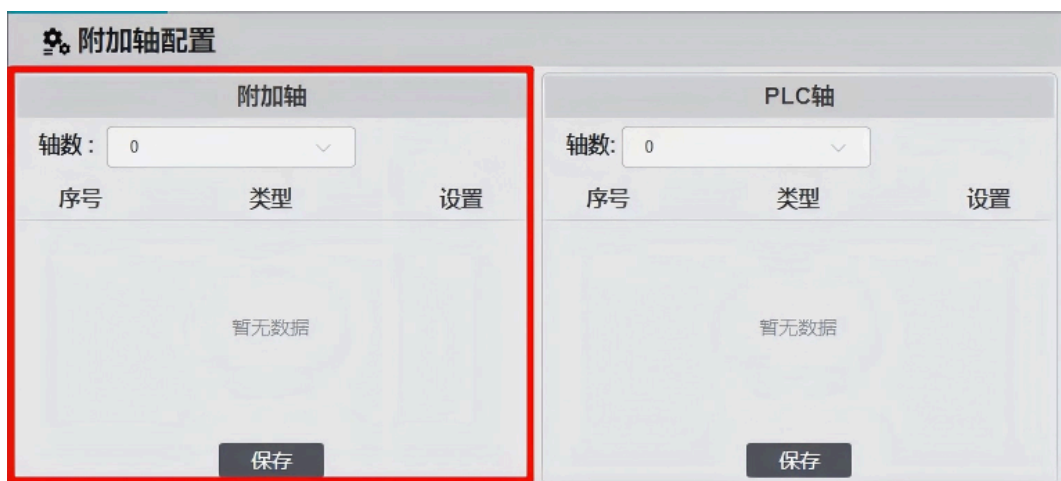 附加轴配置
附加轴
轴数： 0
序号 类型 设置
暂无数据
保存
PLC轴
轴数: 0
序号 类型 设置
暂无数据
保存